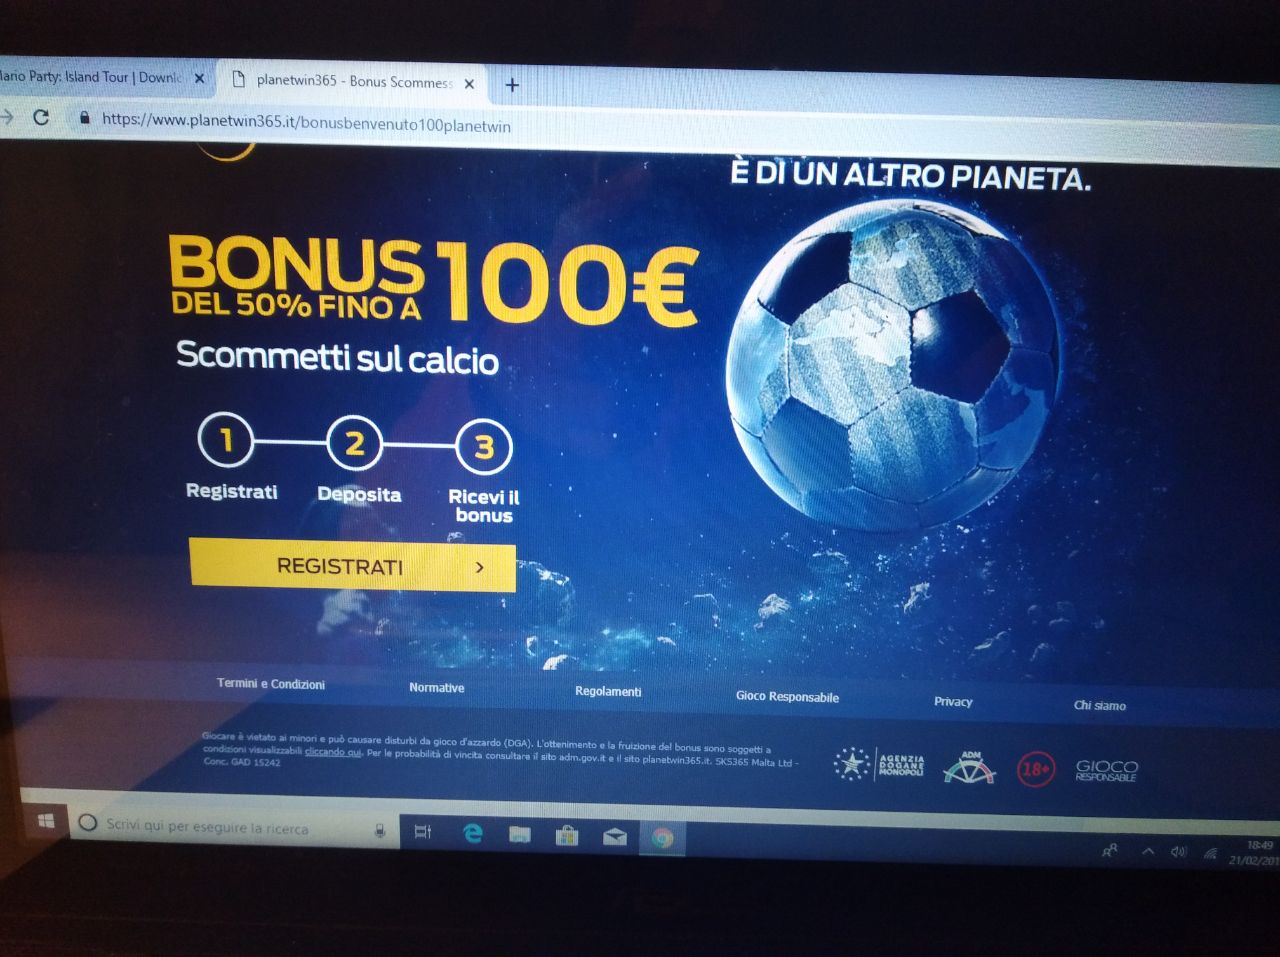 Mario Party: Island Tour | Downl
planetwin365 - Bonus Scommess
https://www.planetwin365.it/bonusbenvenuto100planetwin
È DI UN ALTRO PIANETA.
BONUS
DEL 50% FINO A
100€
Scommetti sul calcio
1 2 3
Registrati Deposita Ricevi il
bonus
REGISTRATI >
Termini e Condizioni Normative Regolamenti Gioco Responsabile Privacy Chi siamo
Giocare è vietato ai minori e può causare disturbi da gioco d'azzardo (DGA). L'ottenimento e la fruizione del bonus sono soggetti a
condizioni visualizzabili cliccando qui. Per le probabilità di vincita consultare il sito adm.gov.it e il sito planetwin365.it. SKS365 Malta Ltd -
Conc. GAD 15242
AGENZIA
DOGANE
MONOPOLI
ADM
18+
GIOCO
RESPONSABILE
Scrivi qui per eseguire la ricerca
18:49
21/02/201